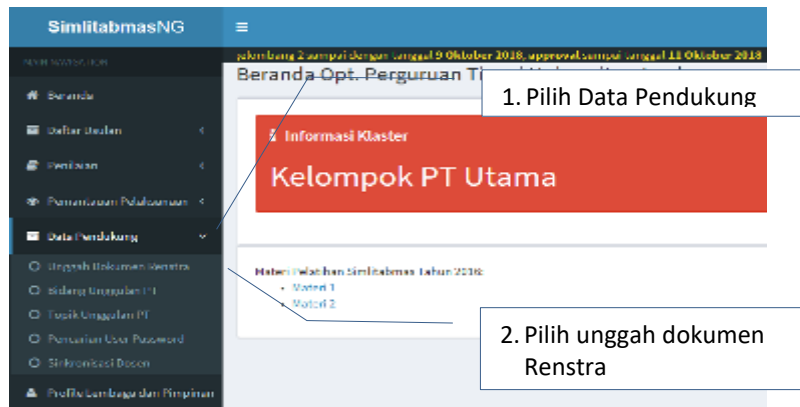 SimlitabmasNG
MAIN NAVIGATION
gelombang 2 sampai dengan tanggal 9 Oktober 2018, approval sampai tanggal 11 Oktober 2018
Beranda Opt. Perguruan
Beranda
1. Pilih Data Pendukung
Daftar Usulan
Informasi Klaster
Penilaian
Kelompok PT Utama
Pemantauan Pelaksanaan
Data Pendukung
Unggah Dokumen Renstra
Materi Pelatihan Simlitabmas Tahun 2018:
Bidang Unggulan PT
• Materi 1
• Materi 2
Topik Unggulan PT
Pencarian User Password
2. Pilih unggah dokumen
Renstra
Sinkronisasi Dosen
Profile Lembaga dan Pimpinan